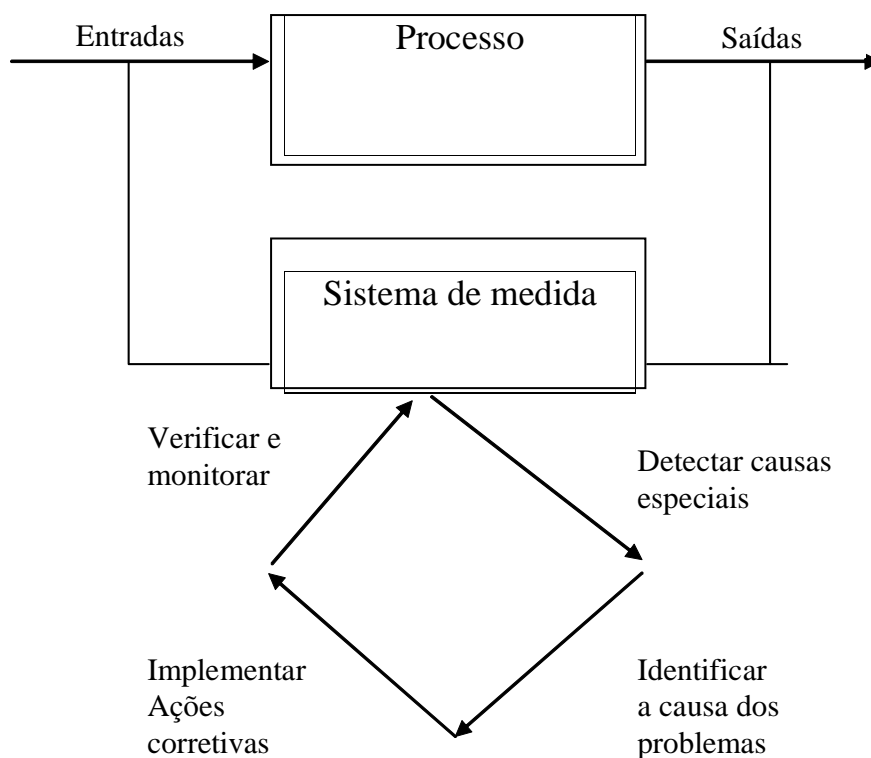 Entradas
Processo
Saídas
Sistema de medida
Verificar e
monitorar
Detectar causas
especiais
Implementar
Ações
corretivas
Identificar
a causa dos
problemas